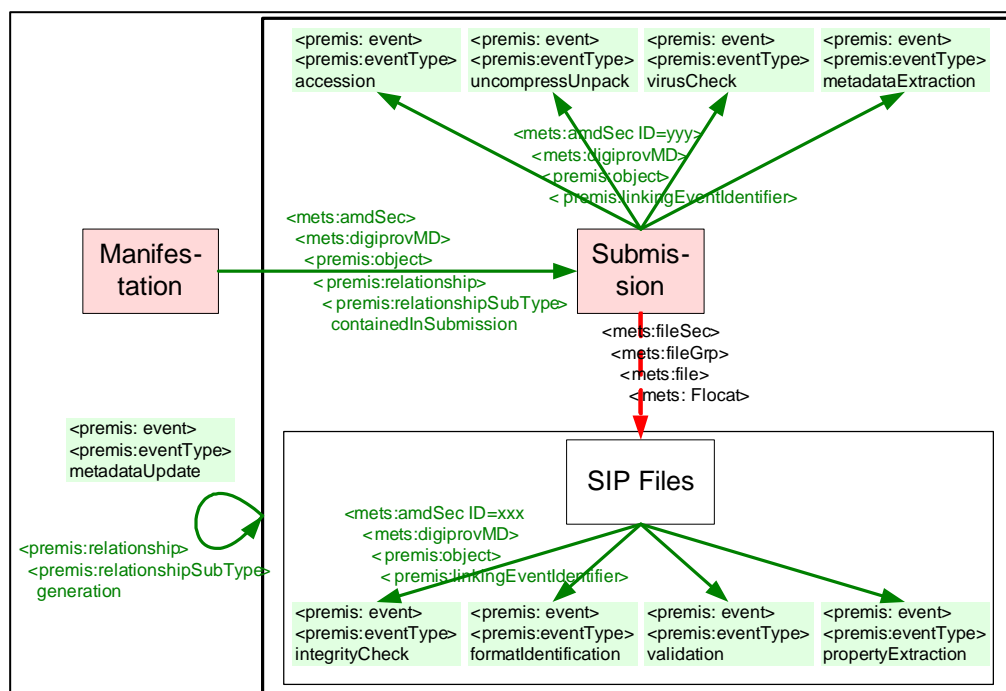 <premis: event>
<premis:eventType>
accession
<premis: event>
<premis:eventType>
uncompressUnpack
<premis: event>
<premis:eventType>
virusCheck
<premis: event>
<premis:eventType>
metadataExtraction
<mets:amdSec ID=yyy>
<mets:digiprovMD>
<premis:object>
< premis:linkingEventIdentifier>
Manifes-
tation
<mets:amdSec>
<mets:digiprovMD>
<premis:object>
< premis:relationship>
< premis:relationshipSubType>
containedInSubmission
Submis-
sion
<mets:fileSec>
<mets:fileGrp>
<mets:file>
<mets: Flocat>
<premis: event>
<premis:eventType>
metadataUpdate
<premis:relationship>
< premis:relationshipSubType>
generation
SIP Files
<mets:amdSec ID=xxx
<mets:digiprovMD>
< premis:object>
< premis:linkingEventIdentifier>
<premis: event>
<premis:eventType>
integrityCheck
<premis: event>
<premis:eventType>
formatIdentification
<premis: event>
<premis:eventType>
validation
<premis: event>
<premis:eventType>
propertyExtraction